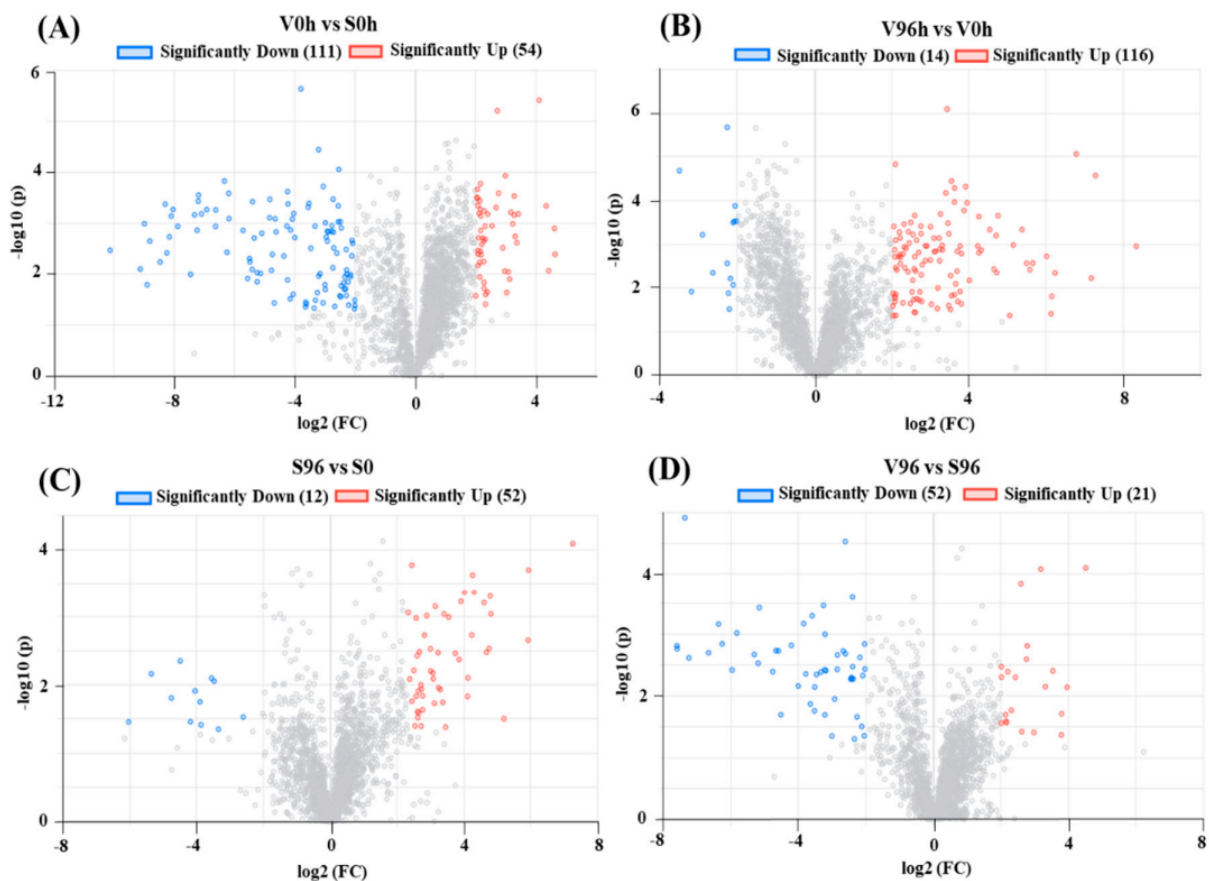 (A)
V0h vs S0h
Significantly Down (111) Significantly Up (54)
6
4
2
0
-log10 (p)
-12 -8 -4 0 4
log2 (FC)
(B)
V96h vs V0h
Significantly Down (14) Significantly Up (116)
6
4
2
0
-log10 (p)
-4 0 4 8
log2 (FC)
(C)
S96 vs S0
Significantly Down (12) Significantly Up (52)
4
2
0
-log10 (p)
-8 -4 0 4 8
log2 (FC)
(D)
V96 vs S96
Significantly Down (52) Significantly Up (21)
4
2
0
-log10 (p)
-8 -4 0 4 8
log2 (FC)